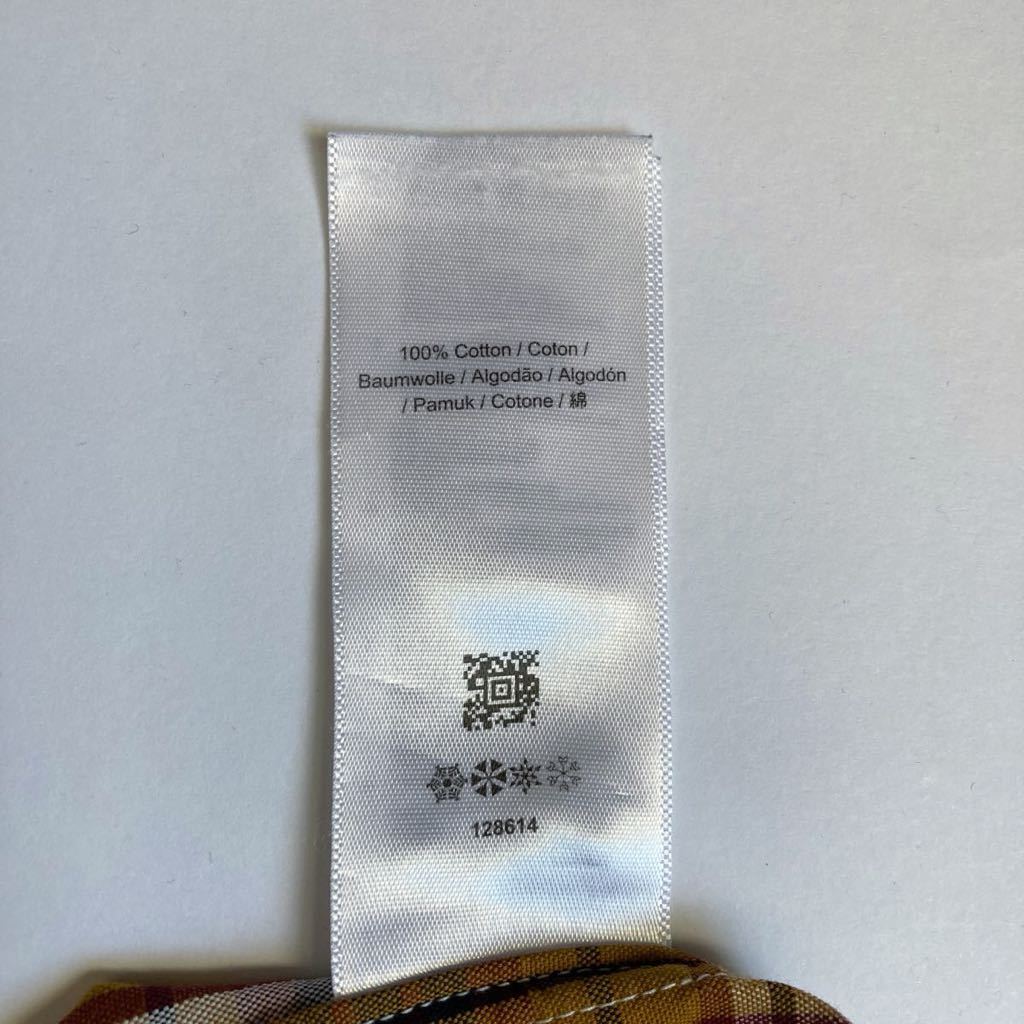 100% Cotton / Coton /
Baumwolle / Algodão / Algodón
/ Pamuk / Cotone / 綿
128614